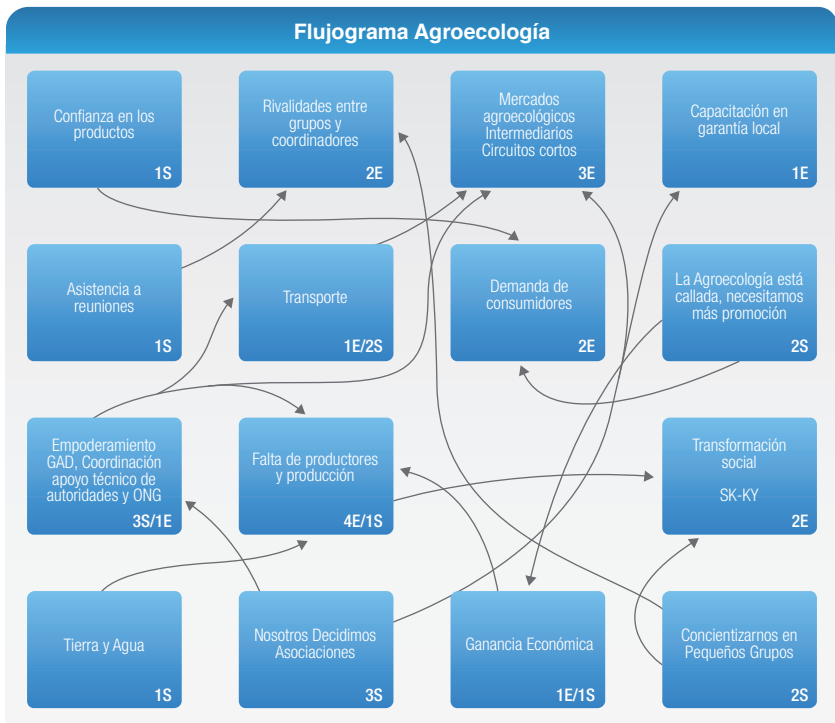 Flujograma Agroecología
Confianza en los
productos
1S
Rivalidades entre
grupos y
coordinadores
2E
Mercados
agroecológicos
Intermediarios
Circuitos cortos
3E
Capacitación en
garantía local
1E
Asistencia a
reuniones
1S
Transporte
1E/2S
Demanda de
consumidores
2E
La Agroecología está
callada, necesitamos
más promoción
2S
Empoderamiento
GAD, Coordinación
apoyo técnico de
autoridades y ONG
3S/1E
Falta de productores
y producción
4E/1S
Transformación
social
SK-KY
2E
Tierra y Agua
1S
Nosotros Decidimos
Asociaciones
3S
Ganancia Económica
1E/1S
Concientizarnos en
Pequeños Grupos
2S